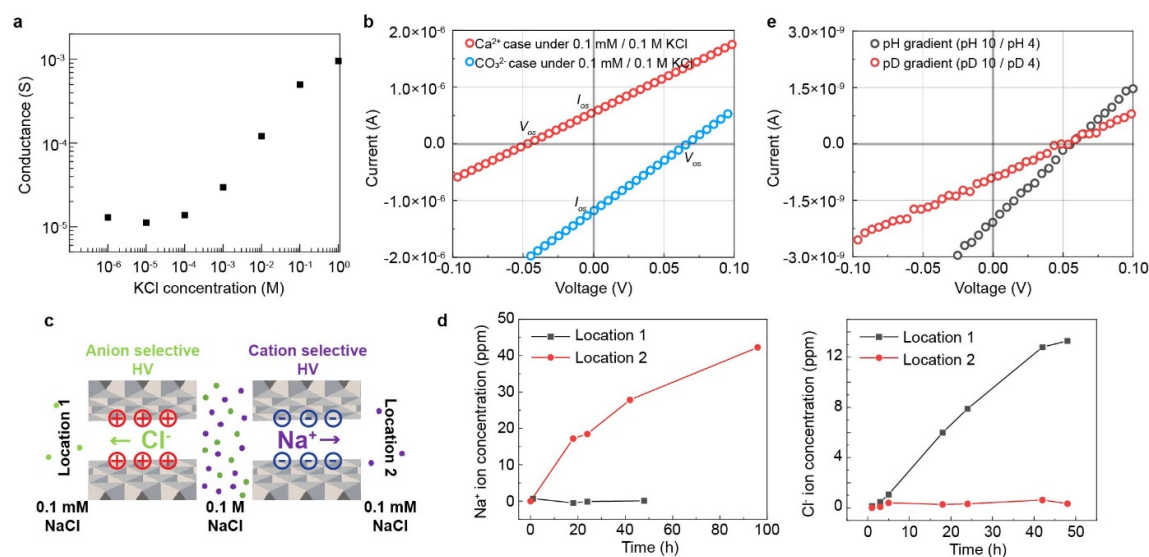 a
Conductance (S)
10⁻³
10⁻⁴
10⁻⁵
10⁻⁶
10⁻⁵
10⁻⁴
10⁻³
10⁻²
10⁻¹
10⁰
KCl concentration (M)
b
Current (A)
2.0×10⁻⁶
1.0×10⁻⁶
0.0
-1.0×10⁻⁶
-2.0×10⁻⁶
Ca²⁺ case under 0.1 mM / 0.1 M KCl
CO₃²⁻ case under 0.1 mM / 0.1 M KCl
I_os
V_os
V_os
I_os
-0.10
-0.05
0.00
0.05
0.10
Voltage (V)
e
Current (A)
3.0×10⁻⁹
1.5×10⁻⁹
0.0
-1.5×10⁻⁹
-3.0×10⁻⁹
pH gradient (pH 10 / pH 4)
pD gradient (pD 10 / pD 4)
-0.10
-0.05
0.00
0.05
0.10
Voltage (V)
c
Anion selective
HV
Cation selective
HV
Location 1
+ + +
← Cl⁻
+ + +
- - -
Na⁺→
- - -
Location 2
0.1 mM
NaCl
0.1 M
NaCl
0.1 mM
NaCl
d
Na⁺ ion concentration (ppm)
50
40
30
20
10
0
Location 1
Location 2
0
20
40
60
80
100
Time (h)
Cl⁻ ion concentration (ppm)
12
8
4
0
Location 1
Location 2
0
10
20
30
40
50
Time (h)